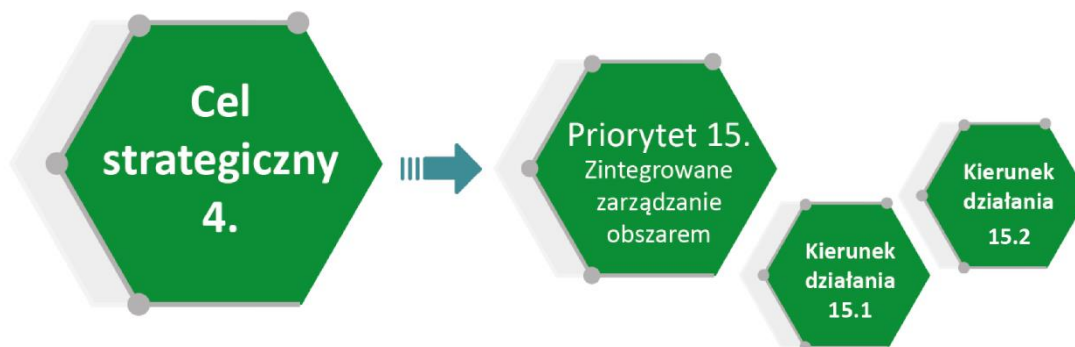 Cel
strategiczny
4.
Priorytet 15.
Zintegrowane
zarządzanie
obszarem
Kierunek
działania
15.1
Kierunek
działania
15.2